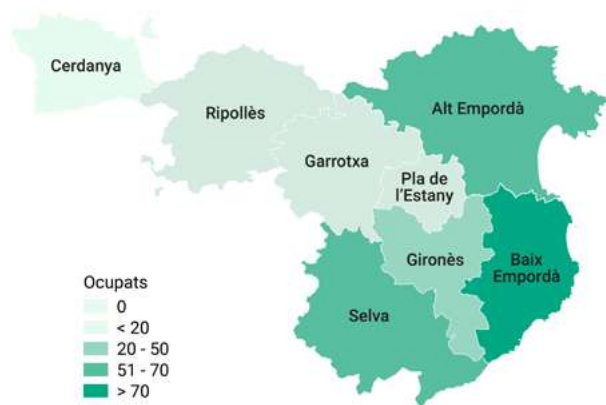 Cerdanya
Ripollès
Alt Empordà
Garrotxa
Pla de
l'Estany
Gironès
Baix
Empordà
Selva
Ocupats
0
< 20
20 - 50
51 - 70
> 70